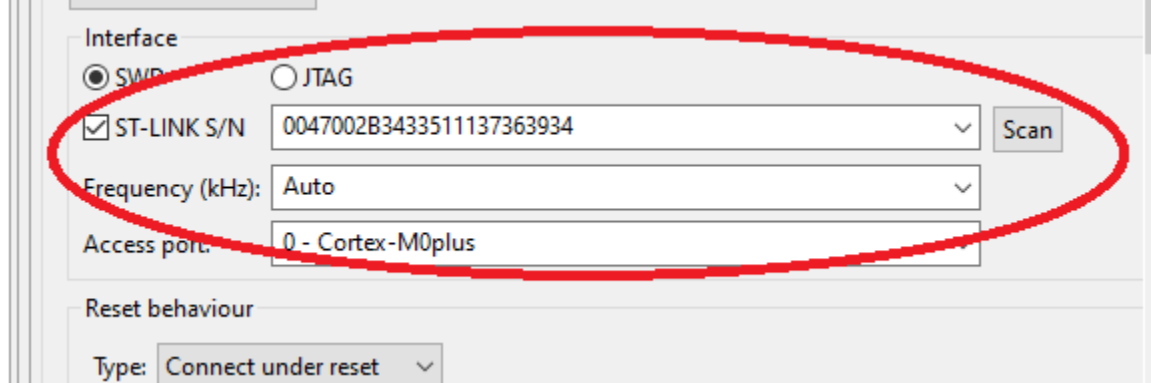 Interface
SWD JTAG
ST-LINK S/N 0047002B3433511137363934 Scan
Frequency (kHz): Auto
Access port: 0 - Cortex-M0plus
Reset behaviour
Type: Connect under reset